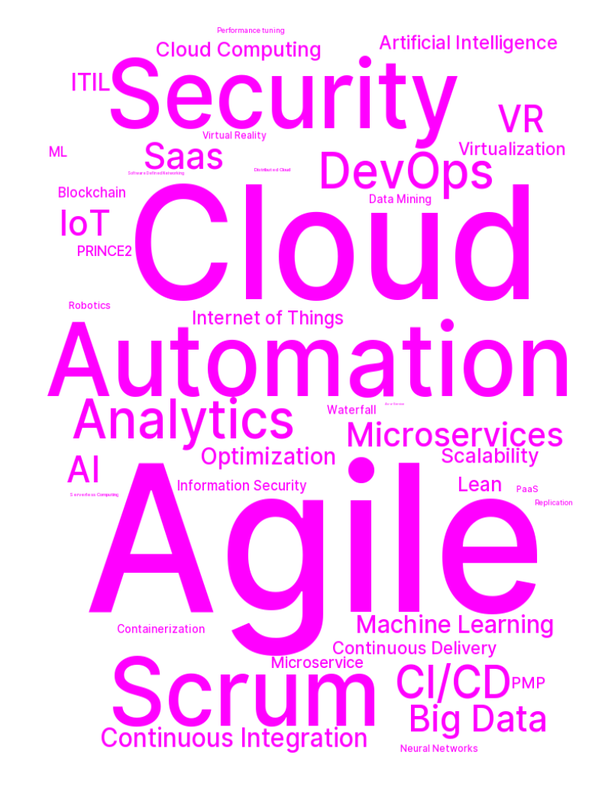 Performance tuning
Cloud Computing
Artificial Intelligence
ITIL
Security
VR
Virtual Reality
ML
Saas
Virtualization
DevOps
Software Defined Networking
Distributed Cloud
Blockchain
Data Mining
Cloud
IoT
PRINCE2
Robotics
Internet of Things
Automation
Analytics
Waterfall
Microservices
Optimization
Scalability
AI
Information Security
Lean
PaaS
Serverless Computing
Replication
Agile
Containerization
Machine Learning
Continuous Delivery
Microservice
Scrum
CI/CD
PMP
Big Data
Continuous Integration
Neural Networks